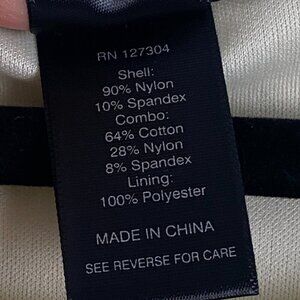 RN 127304
Shell:
90% Nylon
10% Spandex
Combo:
64% Cotton
28% Nylon
8% Spandex
Lining:
100% Polyester
MADE IN CHINA
SEE REVERSE FOR CARE